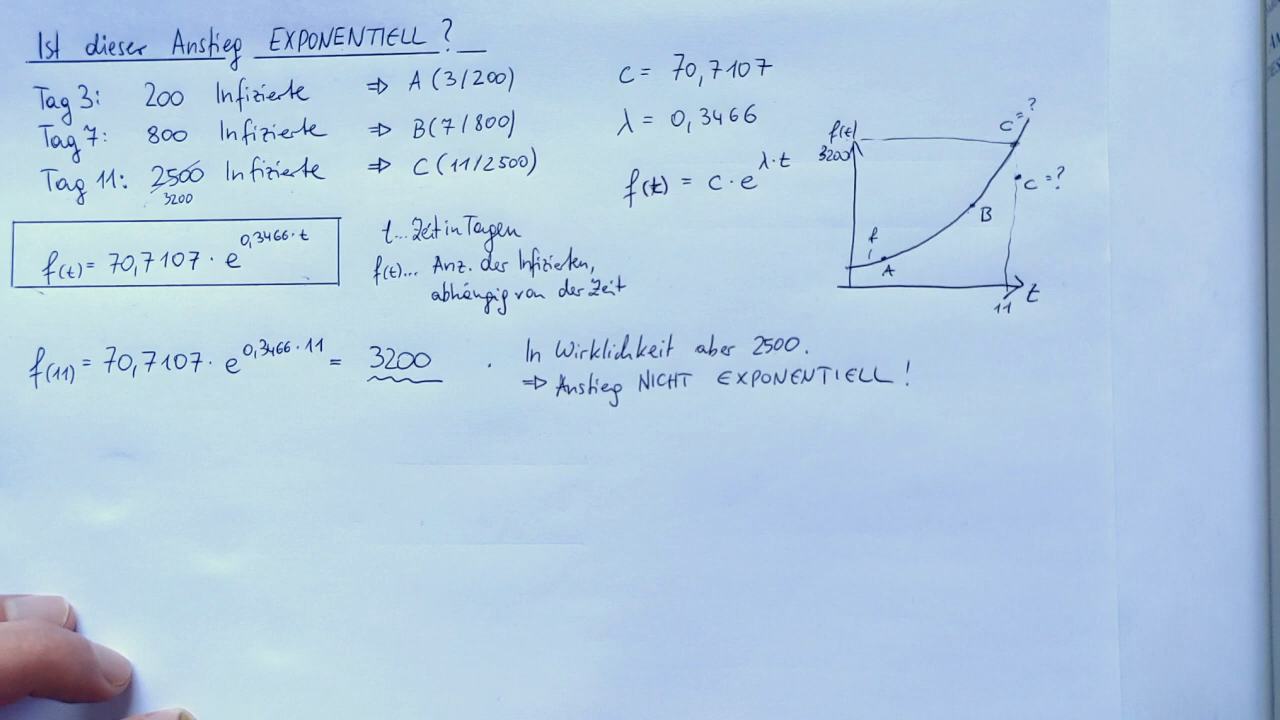 Ist dieser Anstieg EXPONENTIELL?
Tag 3: 200 Infizierte ⇒ A (3/200)
Tag 7: 800 Infizierte ⇒ B(7/800)
Tag 11: 2500 Infizierte ⇒ C (11/2500)
3200
c = 70,7107
λ = 0,3466
f(t) = c · e^λ·t
f(t)
3200
C=?
C=?
B
f
A
11
t
f(t) = 70,7107 · e^0,3466·t
t... Zeit in Tagen
f(t)... Anz. der Infizierten,
abhängig von der Zeit
f(11) = 70,7107 · e^0,3466·11 = 3200
In Wirklichkeit aber 2500.
⇒ Anstieg NICHT EXPONENTIELL!